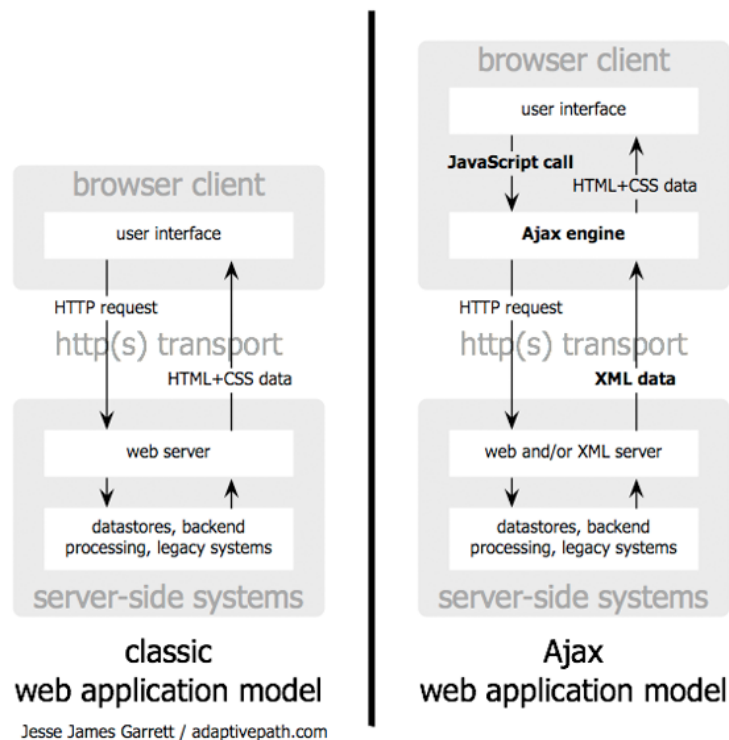 browser client
user interface
HTTP request
http(s) transport
HTML+CSS data
web server
datastores, backend
processing, legacy systems
server-side systems
classic
web application model
Jesse James Garrett / adaptivepath.com
browser client
user interface
JavaScript call
HTML+CSS data
Ajax engine
HTTP request
http(s) transport
XML data
web and/or XML server
datastores, backend
processing, legacy systems
server-side systems
Ajax
web application model